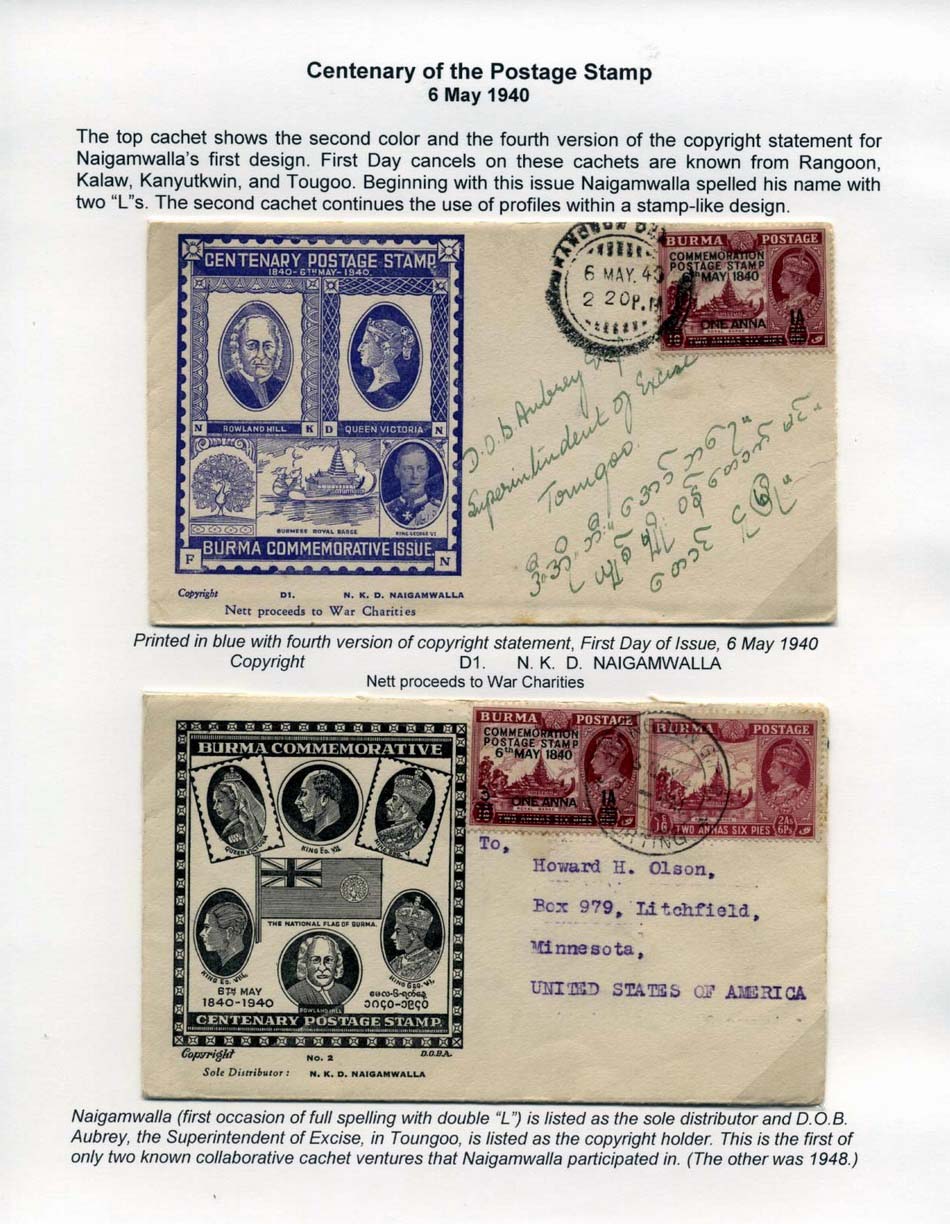 Centenary of the Postage Stamp
6 May 1940
The top cachet shows the second color and the fourth version of the copyright statement for
Naigamwalla's first design. First Day cancels on these cachets are known from Rangoon,
Kalaw, Kanyutkwin, and Tougoo. Beginning with this issue Naigamwalla spelled his name with
two "L"s. The second cachet continues the use of profiles within a stamp-like design.
CENTENARY POSTAGE STAMP
1840-6TH MAY-1940.
N ROWLAND HILL K D QUEEN VICTORIA N
BURMESE ROYAL BARGE
KING GEORGE VI
F BURMA COMMEMORATIVE ISSUE. N
Copyright D1. N. K. D. NAIGAMWALLA
Nett proceeds to War Charities
6 MAY. 40
2 20P.M
BURMA POSTAGE
COMMEMORATION
POSTAGE STAMP
6th MAY 1840
ONE ANNA 1A
TWO ANNAS SIX PIES
D.O.B Aubrey
Superintendent of Excise
Toungoo.
Printed in blue with fourth version of copyright statement, First Day of Issue, 6 May 1940
Copyright D1. N. K. D. NAIGAMWALLA
Nett proceeds to War Charities
BURMA COMMEMORATIVE
QUEEN VICTORIA
KING ED. VII.
KING GEO. V.
THE NATIONAL FLAG OF BURMA.
KING ED. VIII.
KING GEO. VI.
ROWLAND HILL
6TH MAY
1840-1940
၁၈၄၀-၁၉၄၀
CENTENARY POSTAGE STAMP.
Copyright No. 2 D.O.B.A.
Sole Distributor : N. K. D. NAIGAMWALLA
BURMA POSTAGE
COMMEMORATION
POSTAGE STAMP
6th MAY 1840
ONE ANNA 1A
TWO ANNAS SIX PIES
BURMA POSTAGE
TWO ANNAS SIX PIES
2AS
6PS
To,
Howard H. Olson,
Box 979, Litchfield,
Minnesota,
UNITED STATES OF AMERICA
Naigamwalla (first occasion of full spelling with double "L") is listed as the sole distributor and D.O.B.
Aubrey, the Superintendent of Excise, in Toungoo, is listed as the copyright holder. This is the first of
only two known collaborative cachet ventures that Naigamwalla participated in. (The other was 1948.)